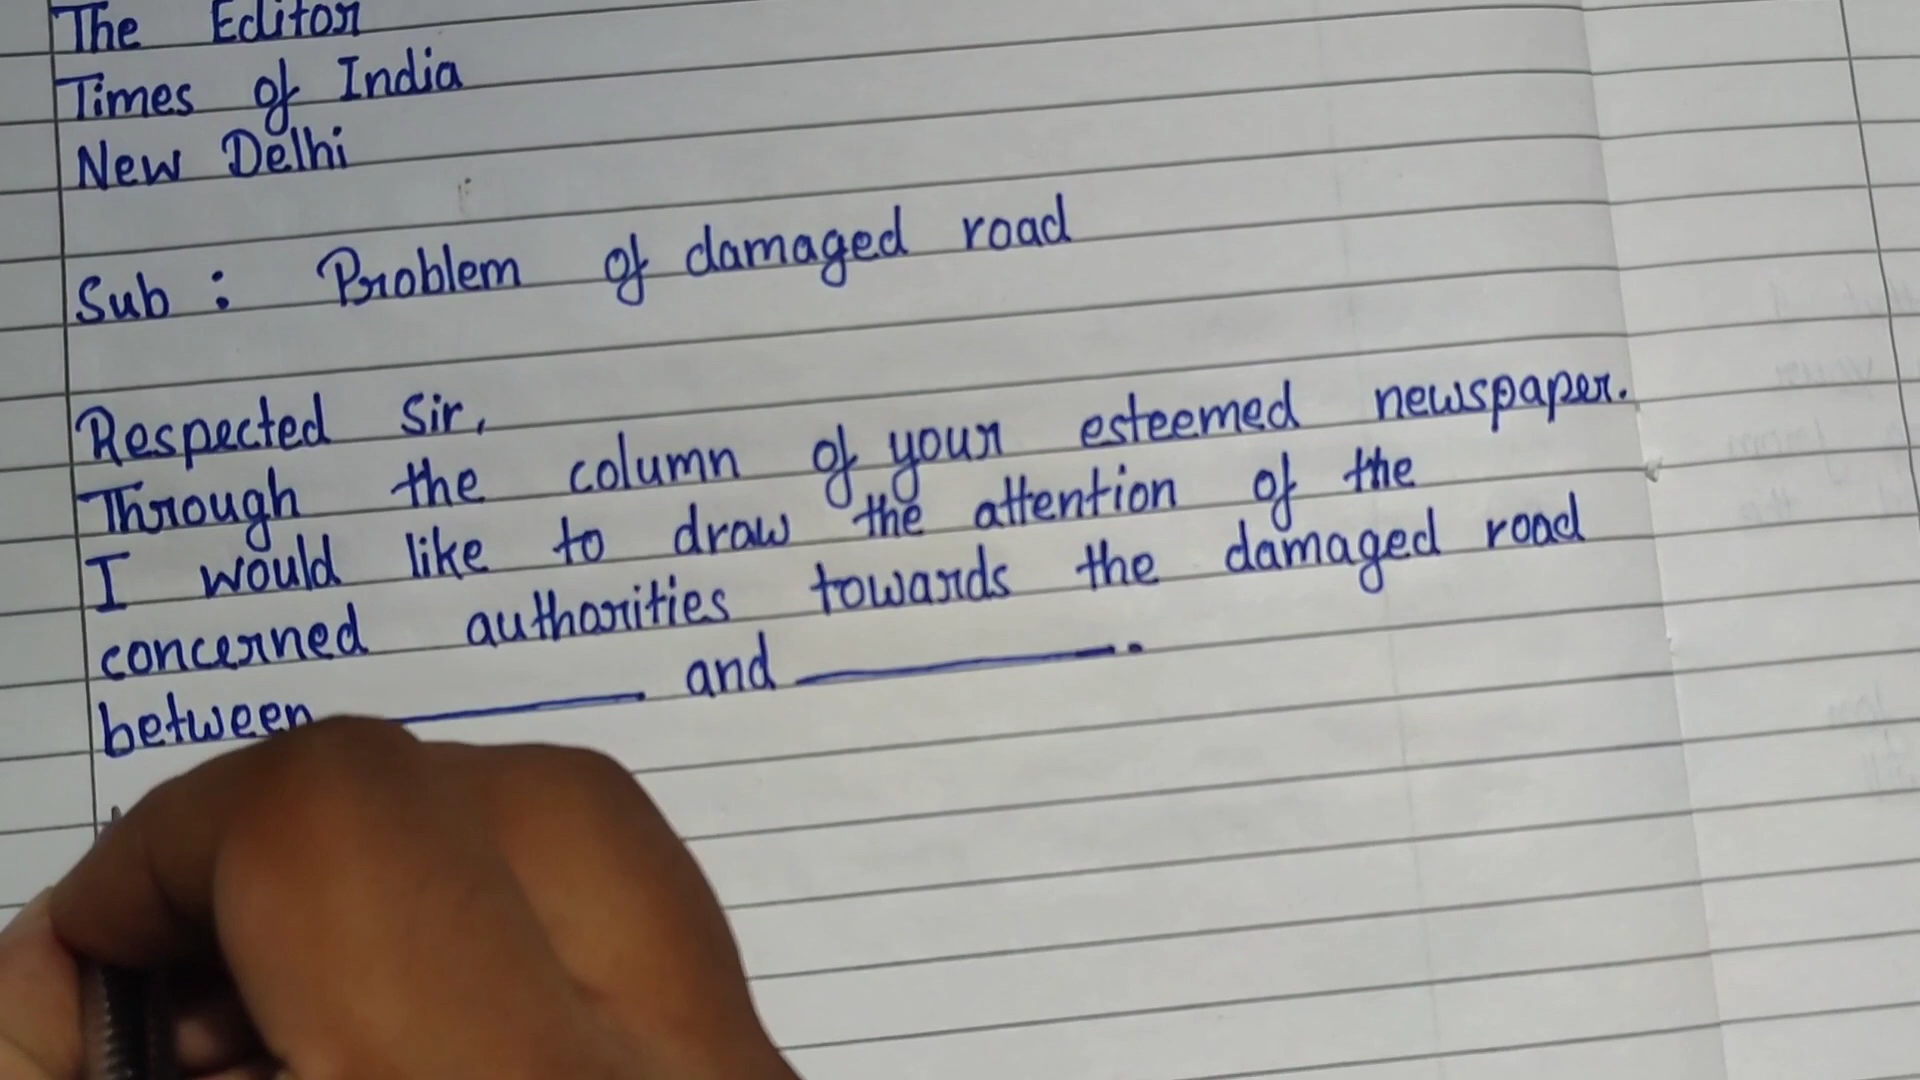 The Editor
Times of India
New Delhi
Sub : Problem of damaged road
Respected Sir,
Through the column of your esteemed newspaper.
I would like to draw the attention of the
concerned authorities towards the damaged road
between ________ and ________.